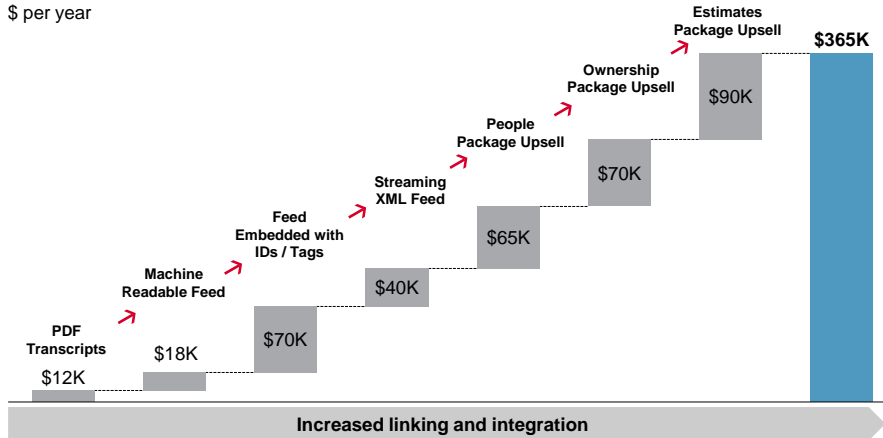 $ per year
PDF
Transcripts
$12K
Machine
Readable Feed
$18K
Feed
Embedded with
IDs / Tags
$70K
Streaming
XML Feed
$40K
People
Package Upsell
$65K
Ownership
Package Upsell
$70K
Estimates
Package Upsell
$90K
$365K
Increased linking and integration